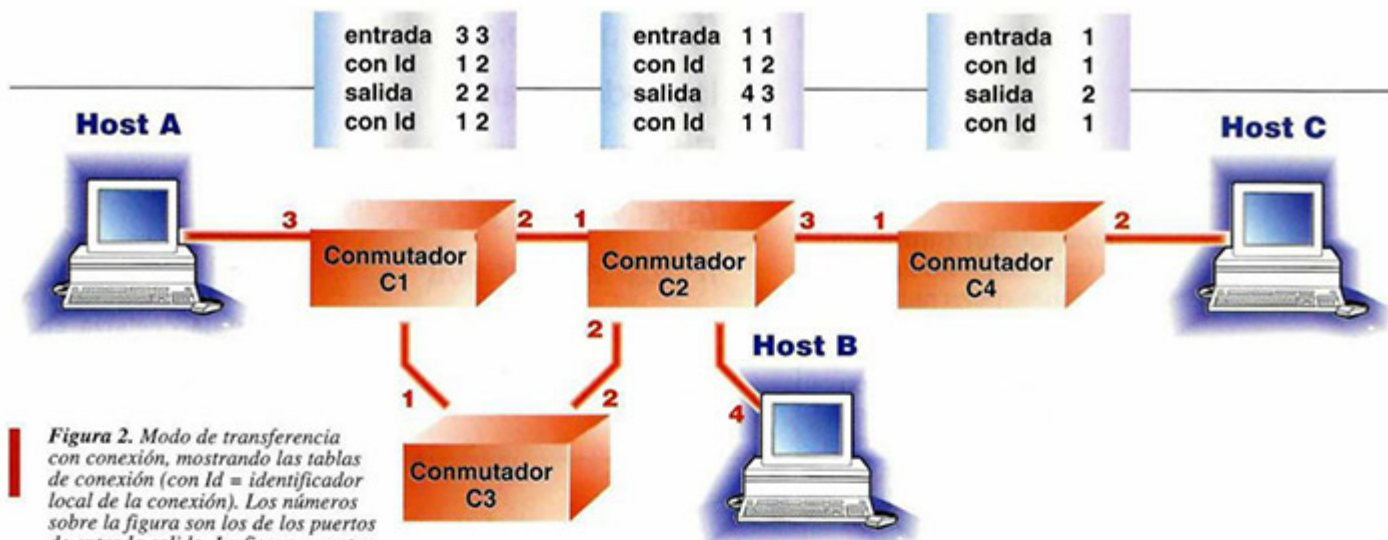 entrada 3 3
con Id 1 2
salida 2 2
con Id 1 2
entrada 1 1
con Id 1 2
salida 4 3
con Id 1 1
entrada 1
con Id 1
salida 2
con Id 1
Host A
Host C
3
2
1
3
1
2
Conmutador
C1
Conmutador
C2
Conmutador
C4
2
Host B
1
2
4
Conmutador
C3
Figura 2. Modo de transferencia
con conexión, mostrando las tablas
de conexión (con Id = identificador
local de la conexión). Los números
sobre la figura son los de los puertos